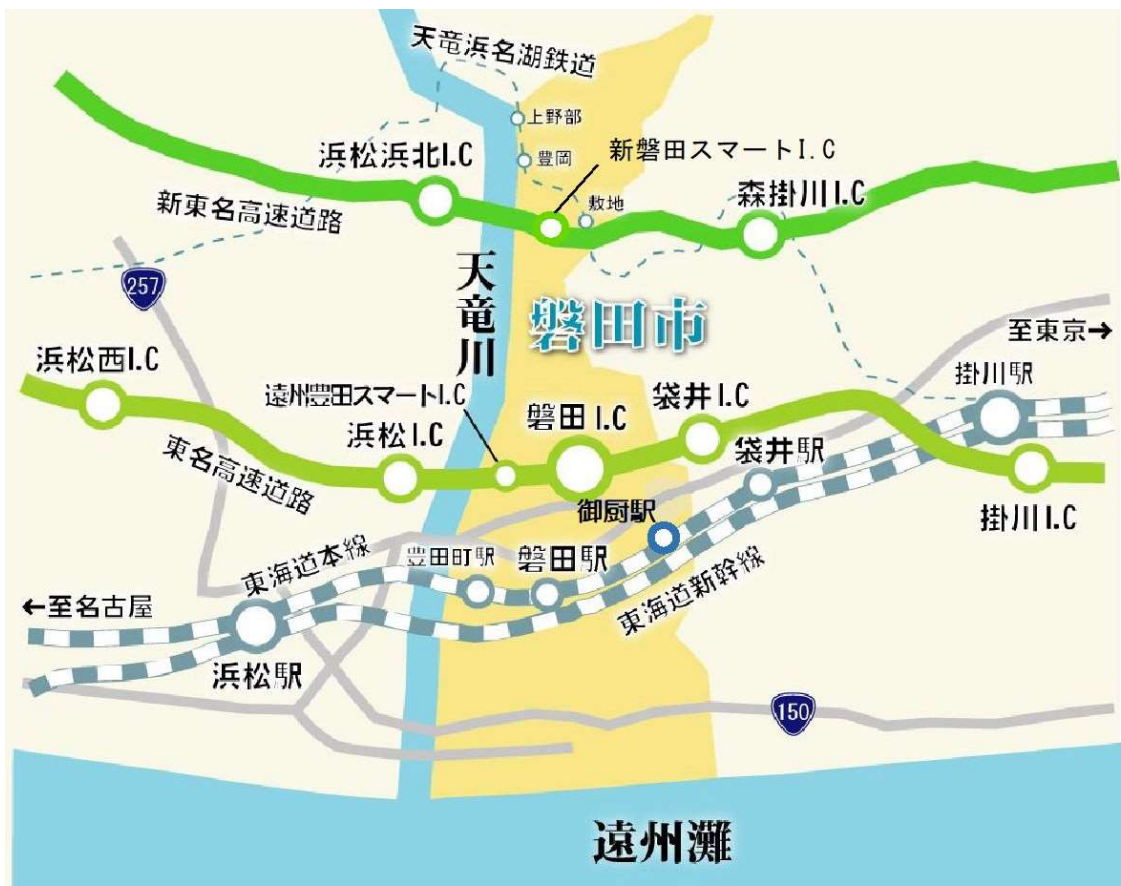 天竜浜名湖鉄道
上野部
浜松浜北I.C
豊岡
新磐田スマートI.C
敷地
森掛川I.C
新東名高速道路
天竜川
257
磐田市
至東京→
浜松西I.C
掛川駅
遠州豊田スマートI.C
磐田I.C
袋井I.C
浜松I.C
袋井駅
東名高速道路
御厨駅
掛川I.C
東海道本線
豊田町駅
磐田駅
東海道新幹線
←至名古屋
浜松駅
150
遠州灘